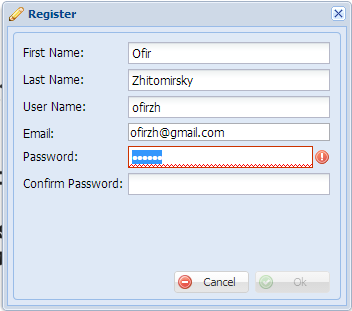 Register
First Name: Ofir
Last Name: Zhitomirsky
User Name: ofirzh
Email: ofirzh@gmail.com
Password: ••••••
Confirm Password:
Cancel Ok